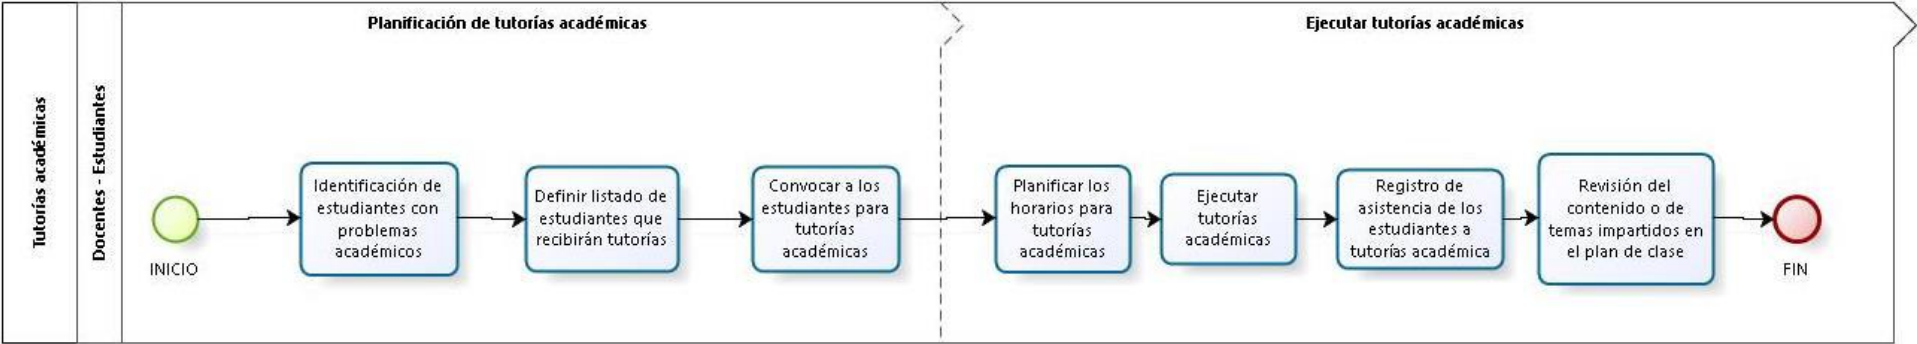 Planificación de tutorías académicas
Ejecutar tutorías académicas
Tutorías académicas
Docentes - Estudiantes
INICIO
Identificación de
estudiantes con
problemas
académicos
Definir listado de
estudiantes que
recibirán tutorías
Convocar a los
estudiantes para
tutorías
académicas
Planificar los
horarios para
tutorías
académicas
Ejecutar
tutorías
académicas
Registro de
asistencia de los
estudiantes a
tutorías académica
Revisión del
contenido o de
temas impartidos en
el plan de clase
FIN